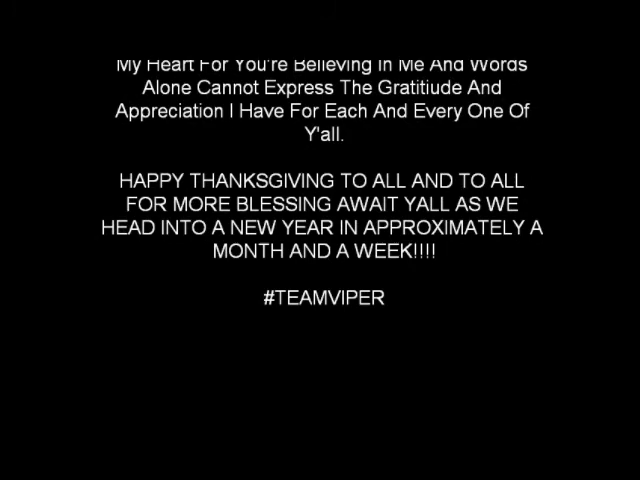 My Heart For You're Believing In Me And Words
Alone Cannot Express The Gratitiude And
Appreciation I Have For Each And Every One Of
Y'all.
HAPPY THANKSGIVING TO ALL AND TO ALL
FOR MORE BLESSING AWAIT YALL AS WE
HEAD INTO A NEW YEAR IN APPROXIMATELY A
MONTH AND A WEEK!!!!
#TEAMVIPER